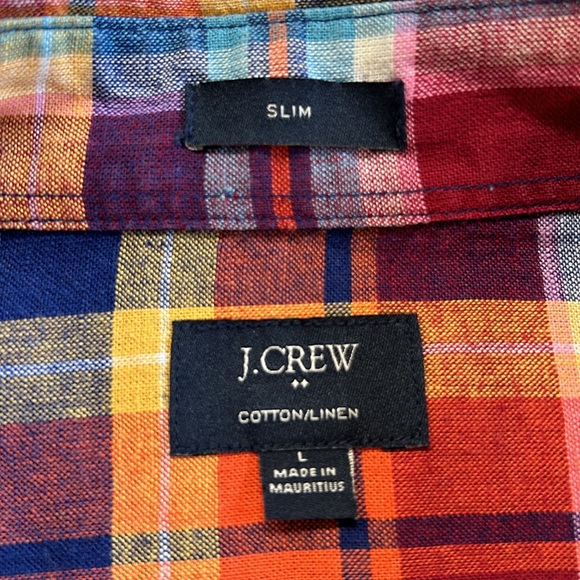 SLIM
J.CREW
COTTON/LINEN
L
MADE IN
MAURITIUS